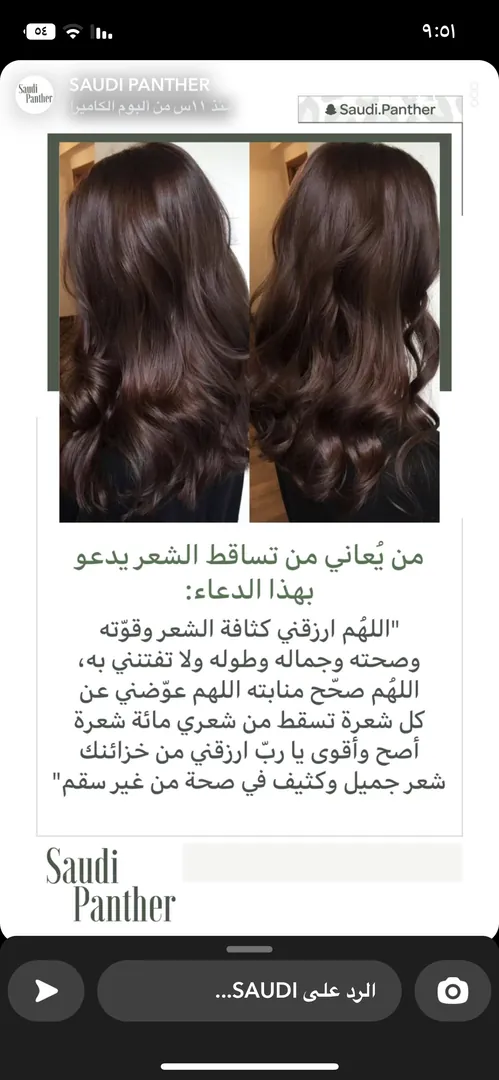 ٩:٥١
٥٤
SAUDI PANTHER
منذ ١١س من (ألبوم الكاميرا)
Saudi.Panther
من يُعاني من تساقط الشعر يدعو
بهذا الدعاء:
"اللهُم ارزقني كثافة الشعر وقوّته
وصحته وجماله وطوله ولا تفتنني به،
اللهُم صحّح منابته اللهم عوّضني عن
كل شعرة تسقط من شعري مائة شعرة
أصح وأقوى يا ربّ ارزقني من خزائنك
شعر جميل وكثيف في صحة من غير سقم"
Saudi
Panther
الرد على SAUDI...